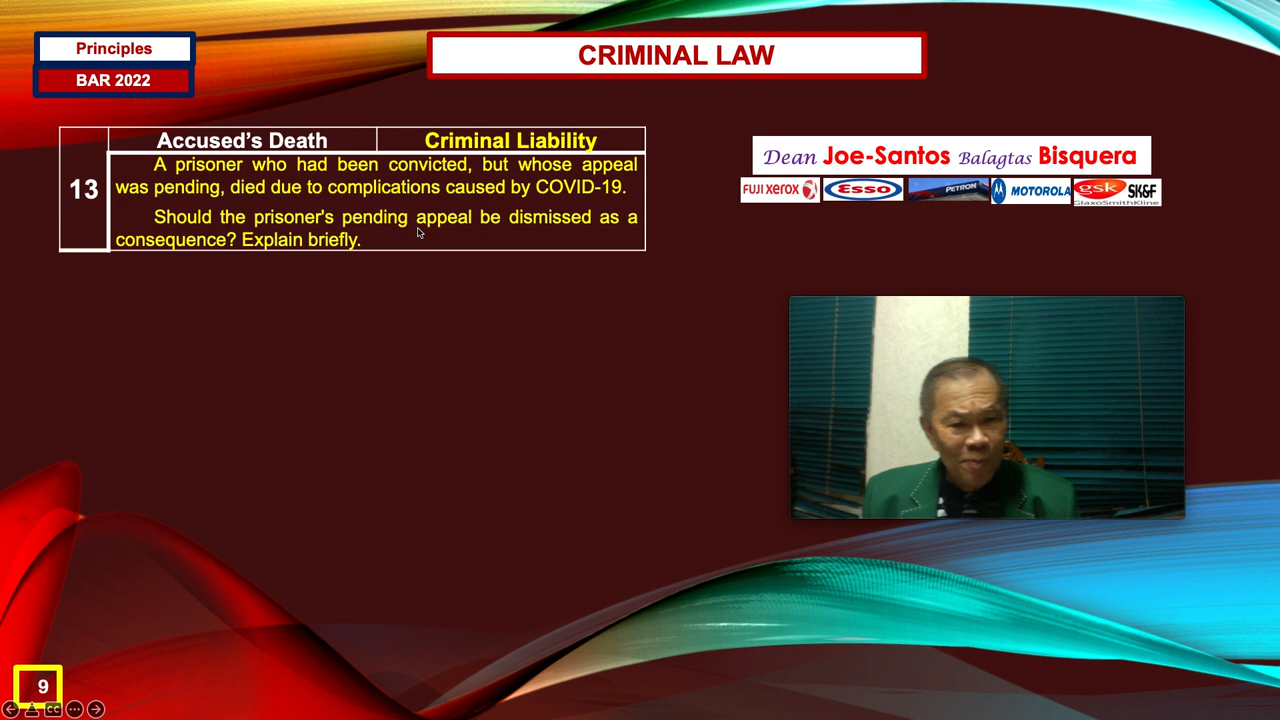 Principles
BAR 2022
CRIMINAL LAW
Accused’s Death
Criminal Liability
13
A prisoner who had been convicted, but whose appeal
was pending, died due to complications caused by COVID-19.
Should the prisoner's pending appeal be dismissed as a
consequence? Explain briefly.
Dean Joe-Santos Balagtas Bisquera
FUJI xerox
Esso
PETRON
MOTOROLA
gsk SK&F
GlaxoSmithKline
9
CC